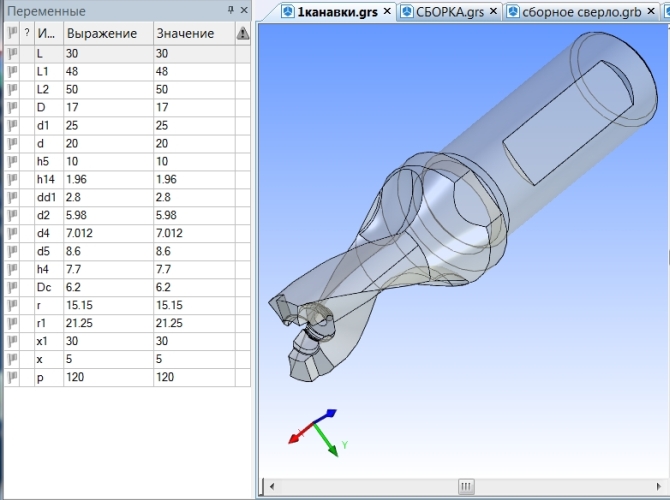 Переменные
? И... Выражение Значение
L 30 30
L1 48 48
L2 50 50
D 17 17
d1 25 25
d 20 20
h5 10 10
h14 1.96 1.96
dd1 2.8 2.8
d2 5.98 5.98
d4 7.012 7.012
d5 8.6 8.6
h4 7.7 7.7
Dc 6.2 6.2
r 15.15 15.15
r1 21.25 21.25
x1 30 30
x 5 5
p 120 120
1канавки.grs СБОРКА.grs сборное сверло.grb
Y